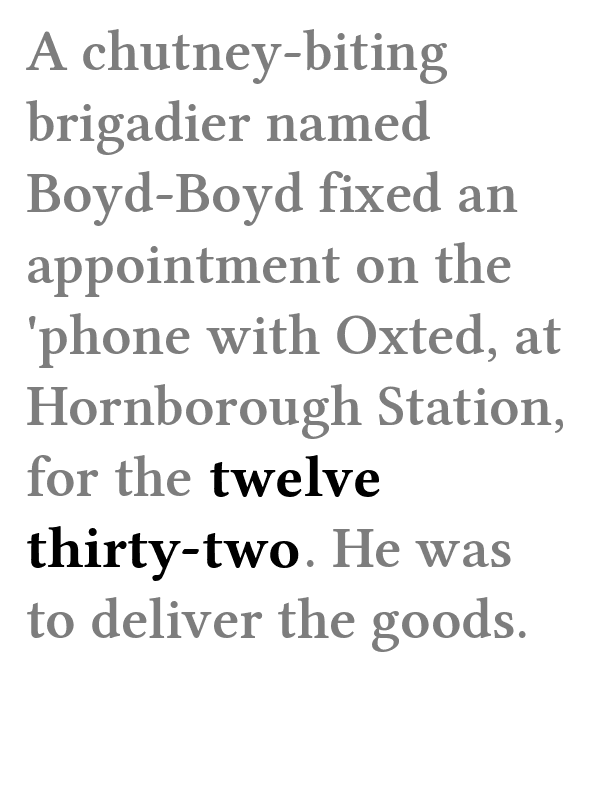 A chutney-biting
brigadier named
Boyd-Boyd fixed an
appointment on the
'phone with Oxted, at
Hornborough Station,
for the twelve
thirty-two. He was
to deliver the goods.